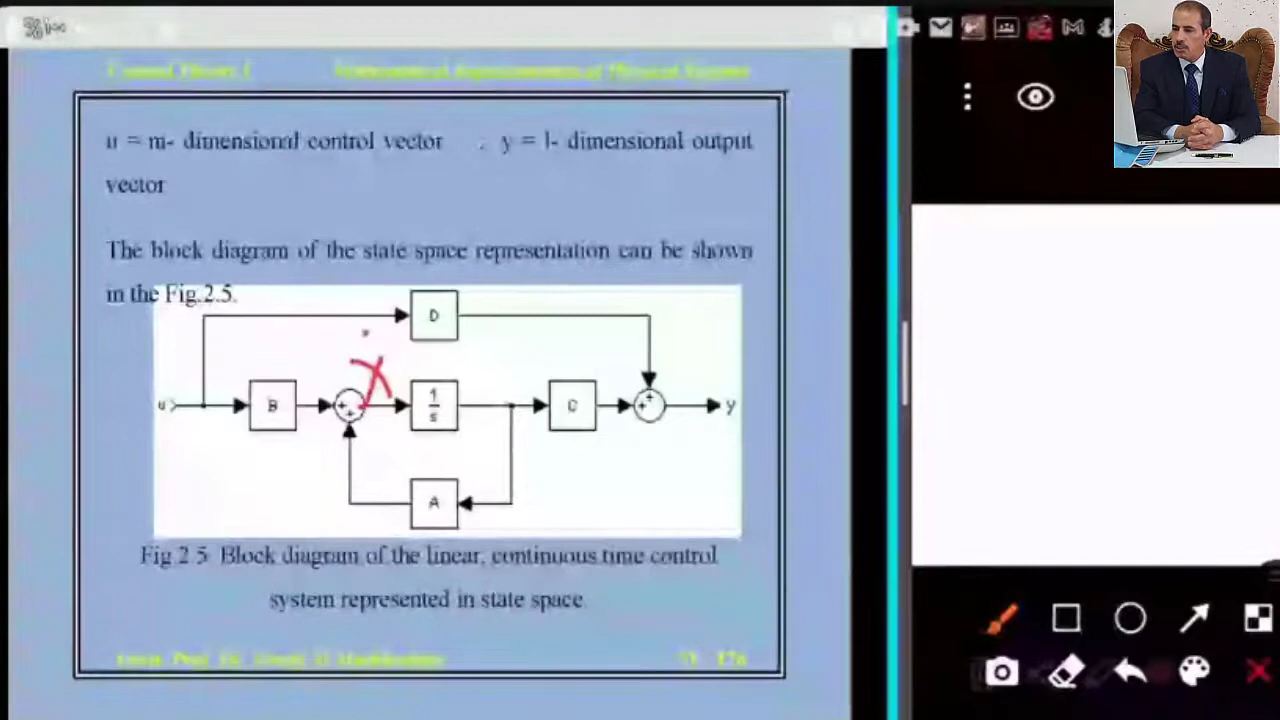 u = m- dimensional control vector , y = l- dimensional output
vector
The block diagram of the state space representation can be shown
in the Fig.2.5.
D
u B + + 1/s C + + y
A
Fig 2.5 Block diagram of the linear, continuous time control
system represented in state space